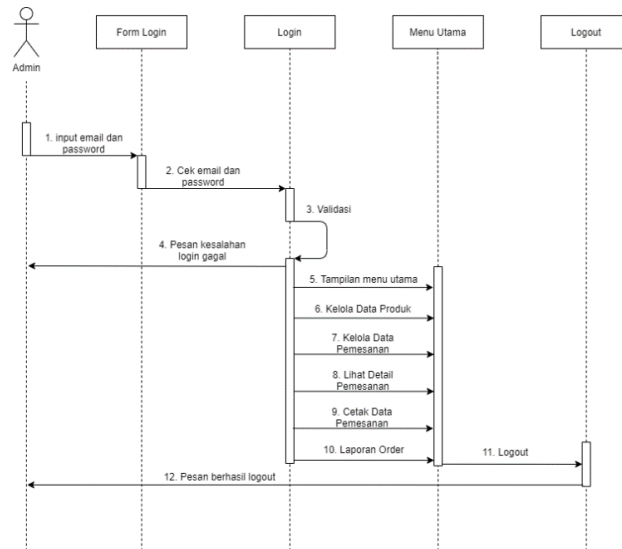 Form Login
Login
Menu Utama
Logout
Admin
1. input email dan
password
2. Cek email dan
password
3. Validasi
4. Pesan kesalahan
login gagal
5. Tampilan menu utama
6. Kelola Data Produk
7. Kelola Data
Pemesanan
8. Lihat Detail
Pemesanan
9. Cetak Data
Pemesanan
10. Laporan Order
11. Logout
12. Pesan berhasil logout